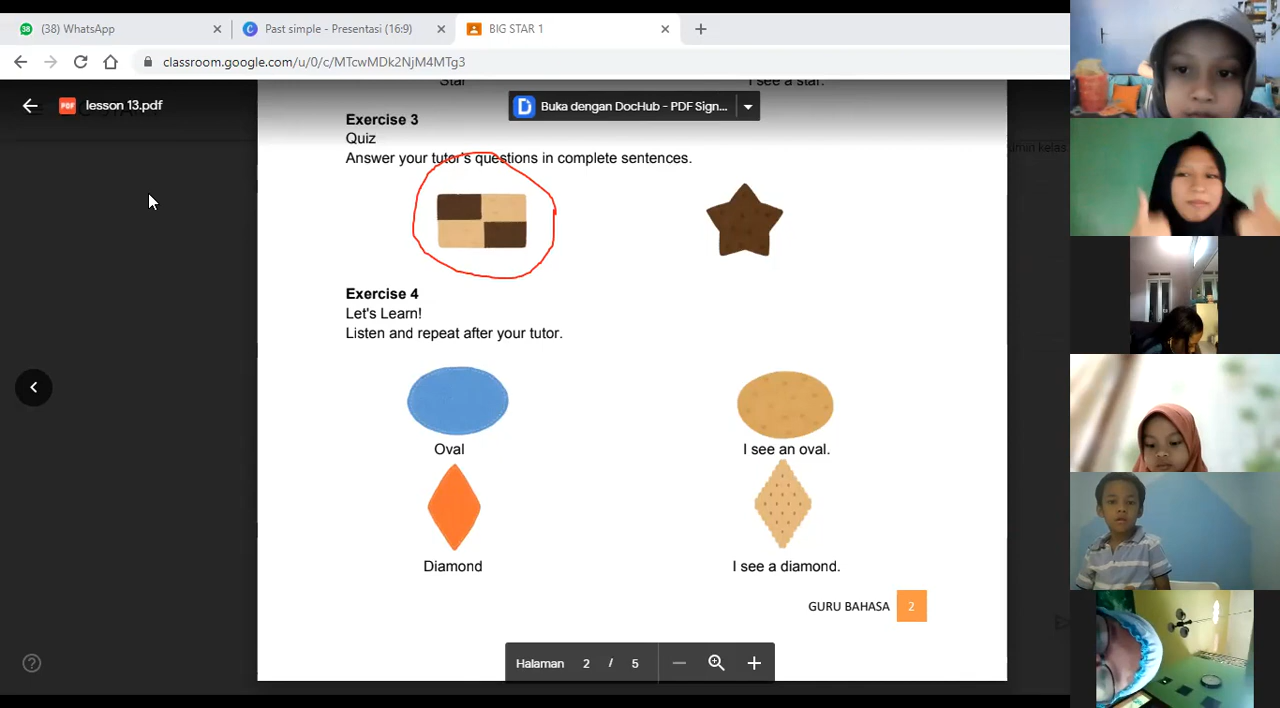 (38) WhatsApp
Past simple - Presentasi (16:9)
BIG STAR 1
classroom.google.com/u/0/c/MTcwMDk2NjM4MTg3
lesson 13.pdf
Star
I see a star.
Buka dengan DocHub - PDF Sign...
Exercise 3
Quiz
Answer your tutor's questions in complete sentences.
Exercise 4
Let's Learn!
Listen and repeat after your tutor.
Oval
I see an oval.
Diamond
I see a diamond.
GURU BAHASA 2
Halaman 2 / 5